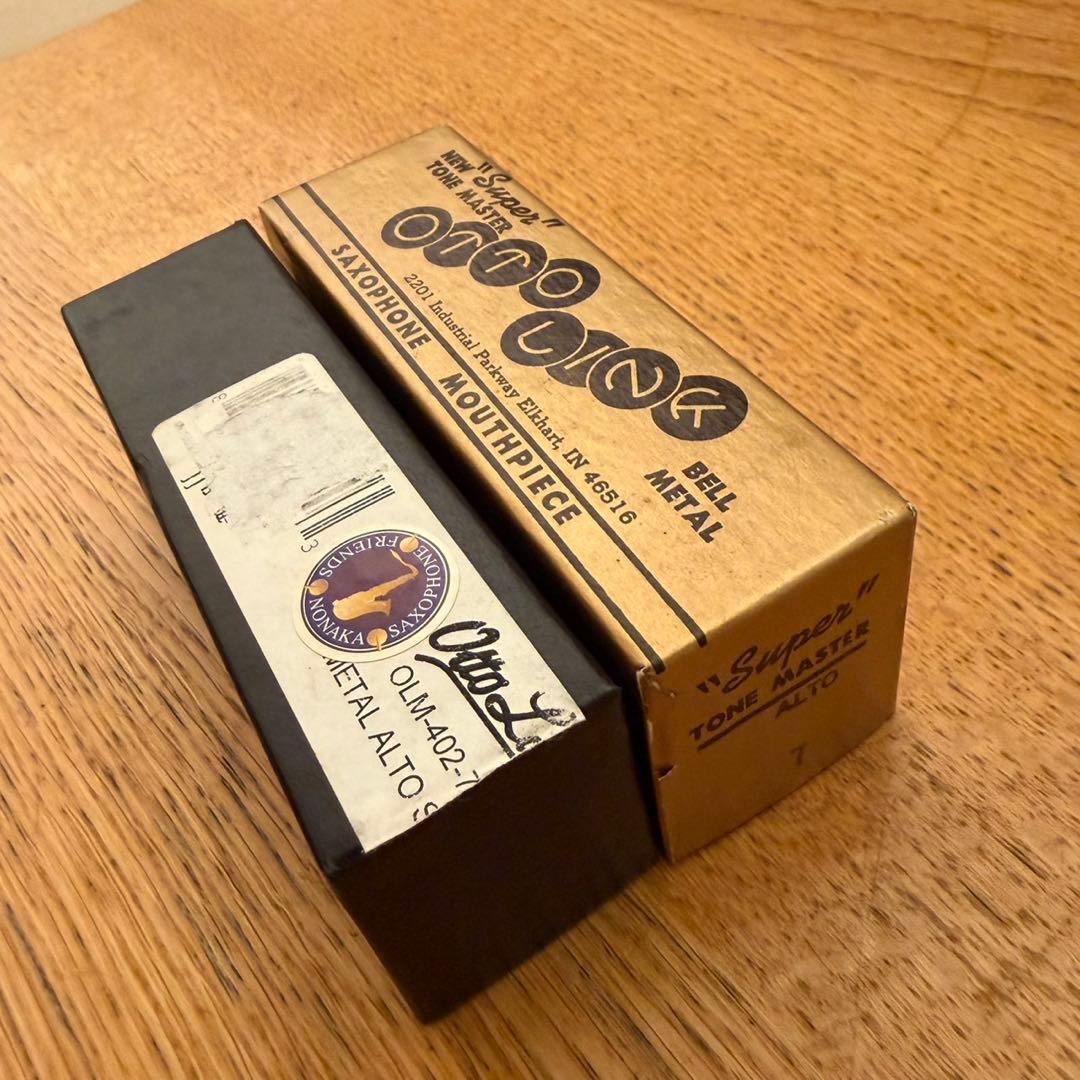 NEW "Super"
TONE MASTER
OTTO
LINK
2201 Industrial Parkway Elkhart, IN 46516
BELL
METAL
SAXOPHONE MOUTHPIECE
"Super"
TONE MASTER
ALTO
7
3
NONAKA SAXOPHONE FRIENDS
Otto L
OLM-402-7
METAL ALTO S